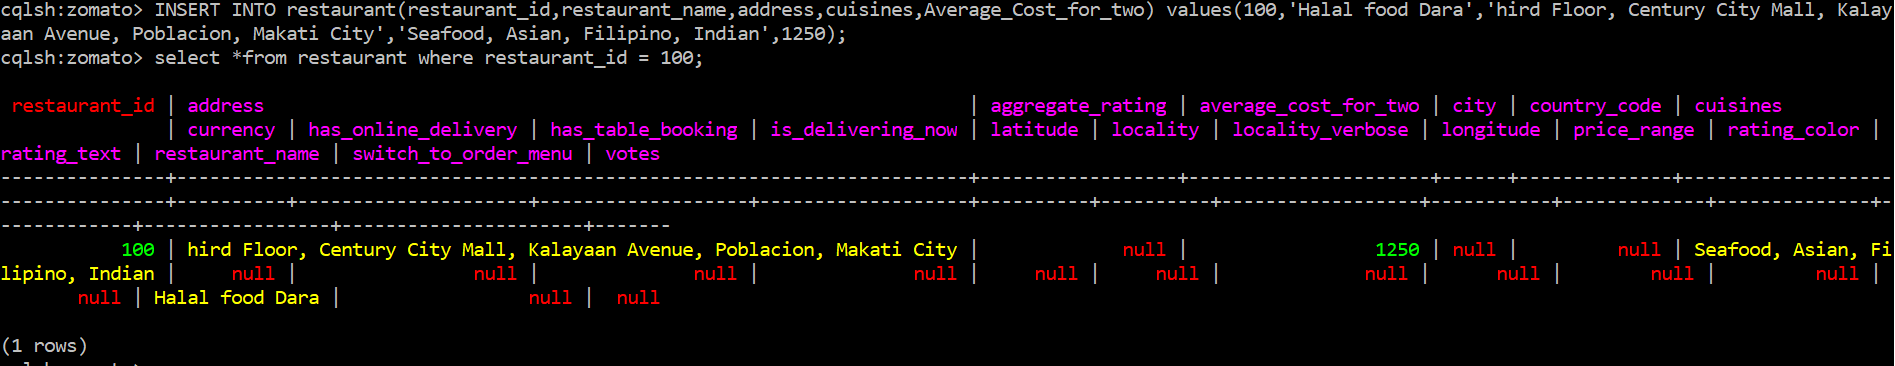 cqlsh:zomato> INSERT INTO restaurant(restaurant_id,restaurant_name,address,cuisines,Average_Cost_for_two) values(100,'Halal food Dara','hird Floor, Century City Mall, Kalay
aan Avenue, Poblacion, Makati City','Seafood, Asian, Filipino, Indian',1250);
cqlsh:zomato> select *from restaurant where restaurant_id = 100;
restaurant_id | address | aggregate_rating | average_cost_for_two | city | country_code | cuisines
| currency | has_online_delivery | has_table_booking | is_delivering_now | latitude | locality | locality_verbose | longitude | price_range | rating_color |
rating_text | restaurant_name | switch_to_order_menu | votes
---------------+------------------------------------------------------------------------+------------------+----------------------+------+--------------+-------------------
---------------+----------+---------------------+-------------------+-------------------+----------+----------+------------------+-----------+-------------+--------------+-
------------+-----------------+----------------------+-------
100 | hird Floor, Century City Mall, Kalayaan Avenue, Poblacion, Makati City | null | 1250 | null | null | Seafood, Asian, Fi
lipino, Indian | null | null | null | null | null | null | null | null | null | null |
null | Halal food Dara | null | null
(1 rows)